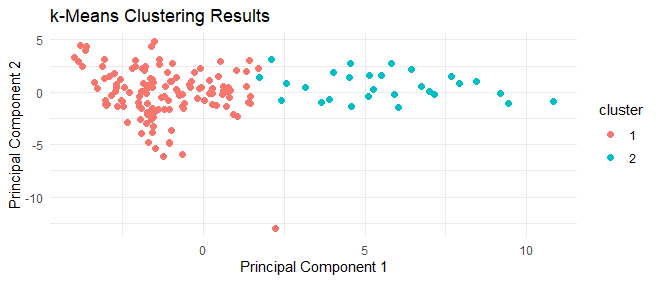 k-Means Clustering Results
5
0
-5
-10
Principal Component 2
0 5 10
Principal Component 1
cluster
1
2